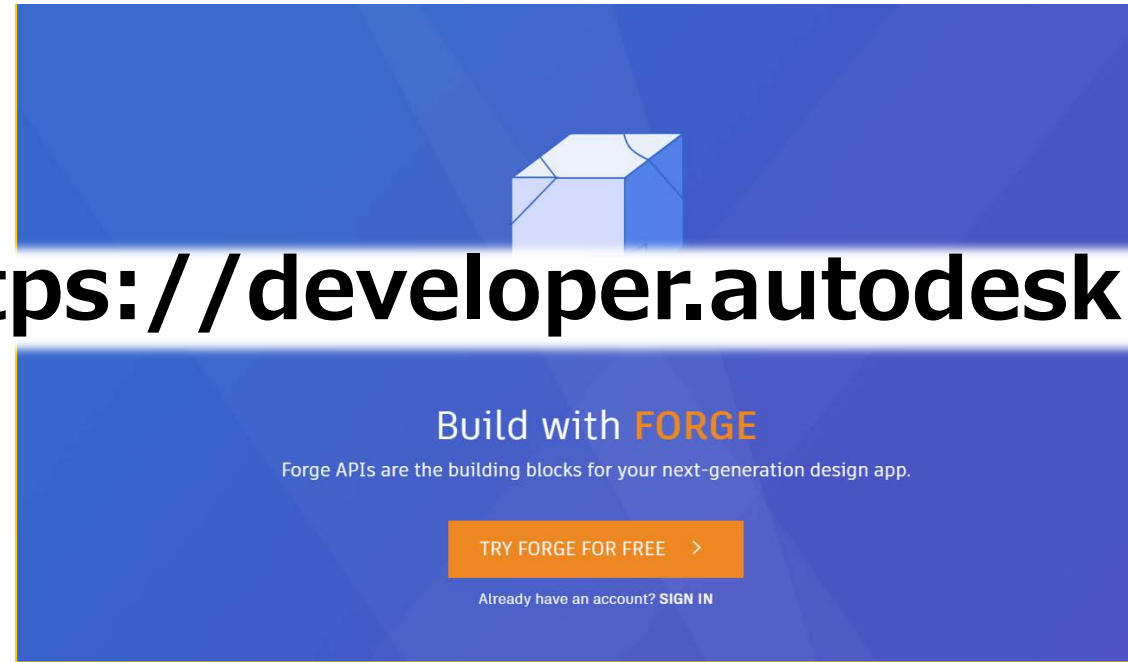 tps://developer.autodesk
Build with FORGE
Forge APIs are the building blocks for your next-generation design app.
TRY FORGE FOR FREE >
Already have an account? SIGN IN